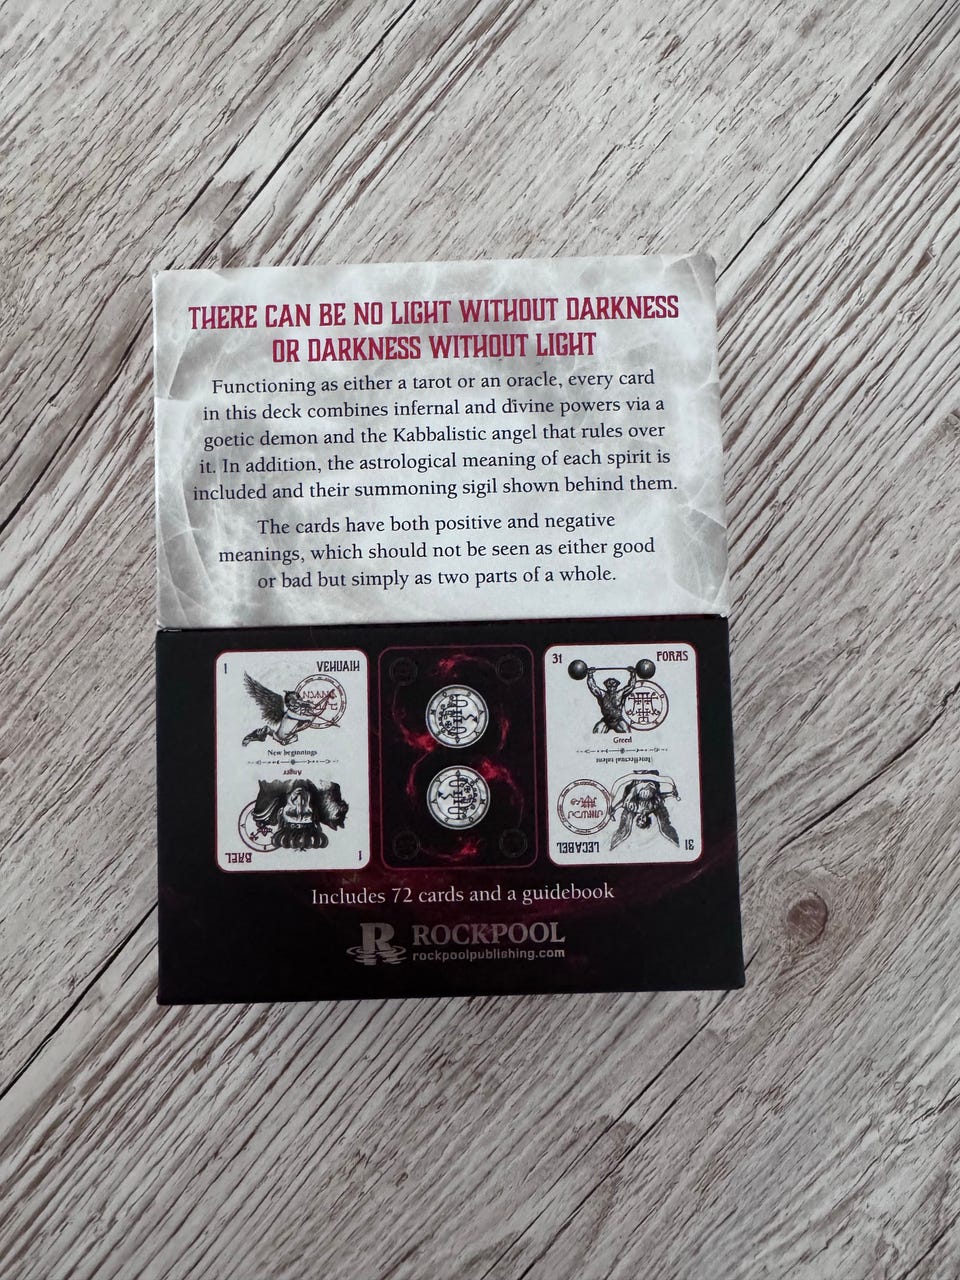 THERE CAN BE NO LIGHT WITHOUT DARKNESS
OR DARKNESS WITHOUT LIGHT
Functioning as either a tarot or an oracle, every card
in this deck combines infernal and divine powers via a
goetic demon and the Kabbalistic angel that rules over
it. In addition, the astrological meaning of each spirit is
included and their summoning sigil shown behind them.
The cards have both positive and negative
meanings, which should not be seen as either good
or bad but simply as two parts of a whole.
1 VEHUAIH
New beginnings
Anger
BAEL 1
31 FORAS
Greed
Intellectual talent
LECABEL 31
Includes 72 cards and a guidebook
R ROCKPOOL
rockpoolpublishing.com